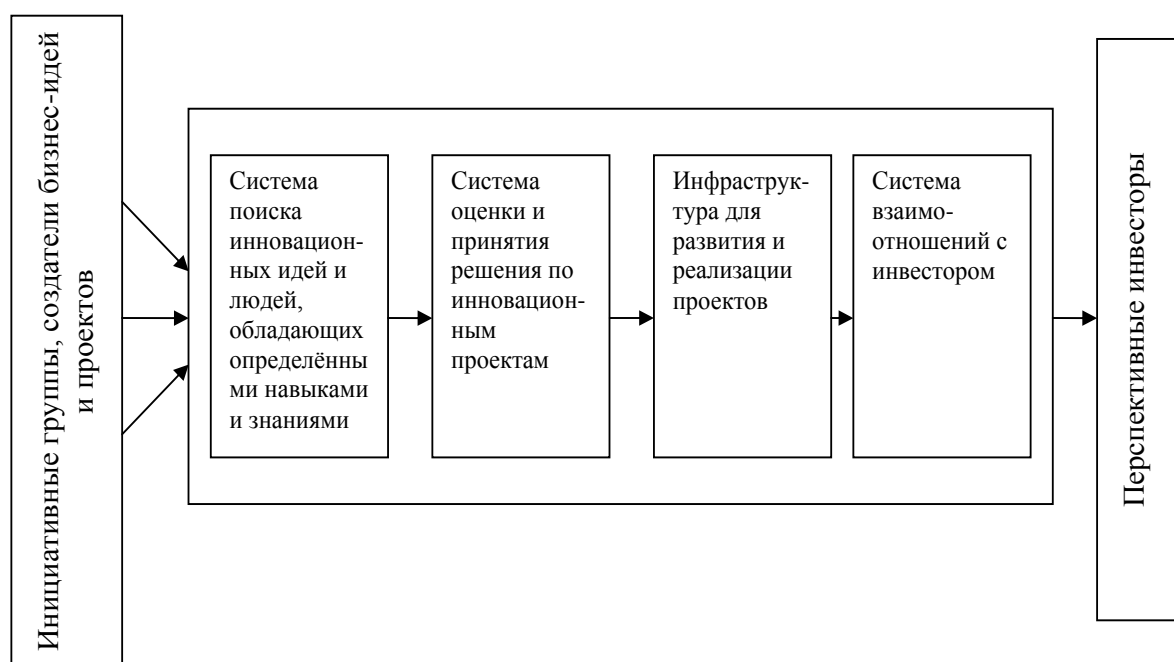 Инициативные группы, создатели бизнес-идей
и проектов
Система
поиска
инновацион-
ных идей и
людей,
обладающих
определённы
ми навыками
и знаниями
Система
оценки и
принятия
решения по
инновацион-
ным
проектам
Инфраструк-
тура для
развития и
реализации
проектов
Система
взаимо-
отношений с
инвестором
Перспективные инвесторы